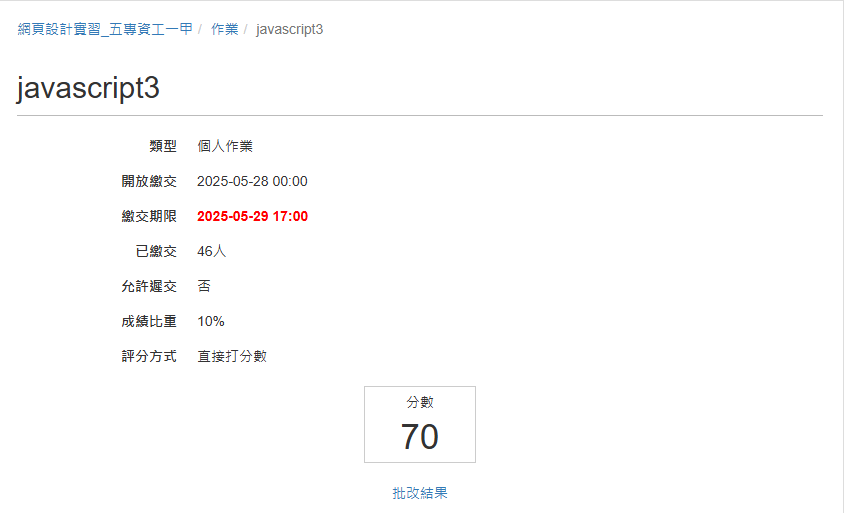 網頁設計實習_五專資工一甲 / 作業 / javascript3
javascript3
類型 個人作業
開放繳交 2025-05-28 00:00
繳交期限 2025-05-29 17:00
已繳交 46人
允許遲交 否
成績比重 10%
評分方式 直接打分數
分數
70
批改結果